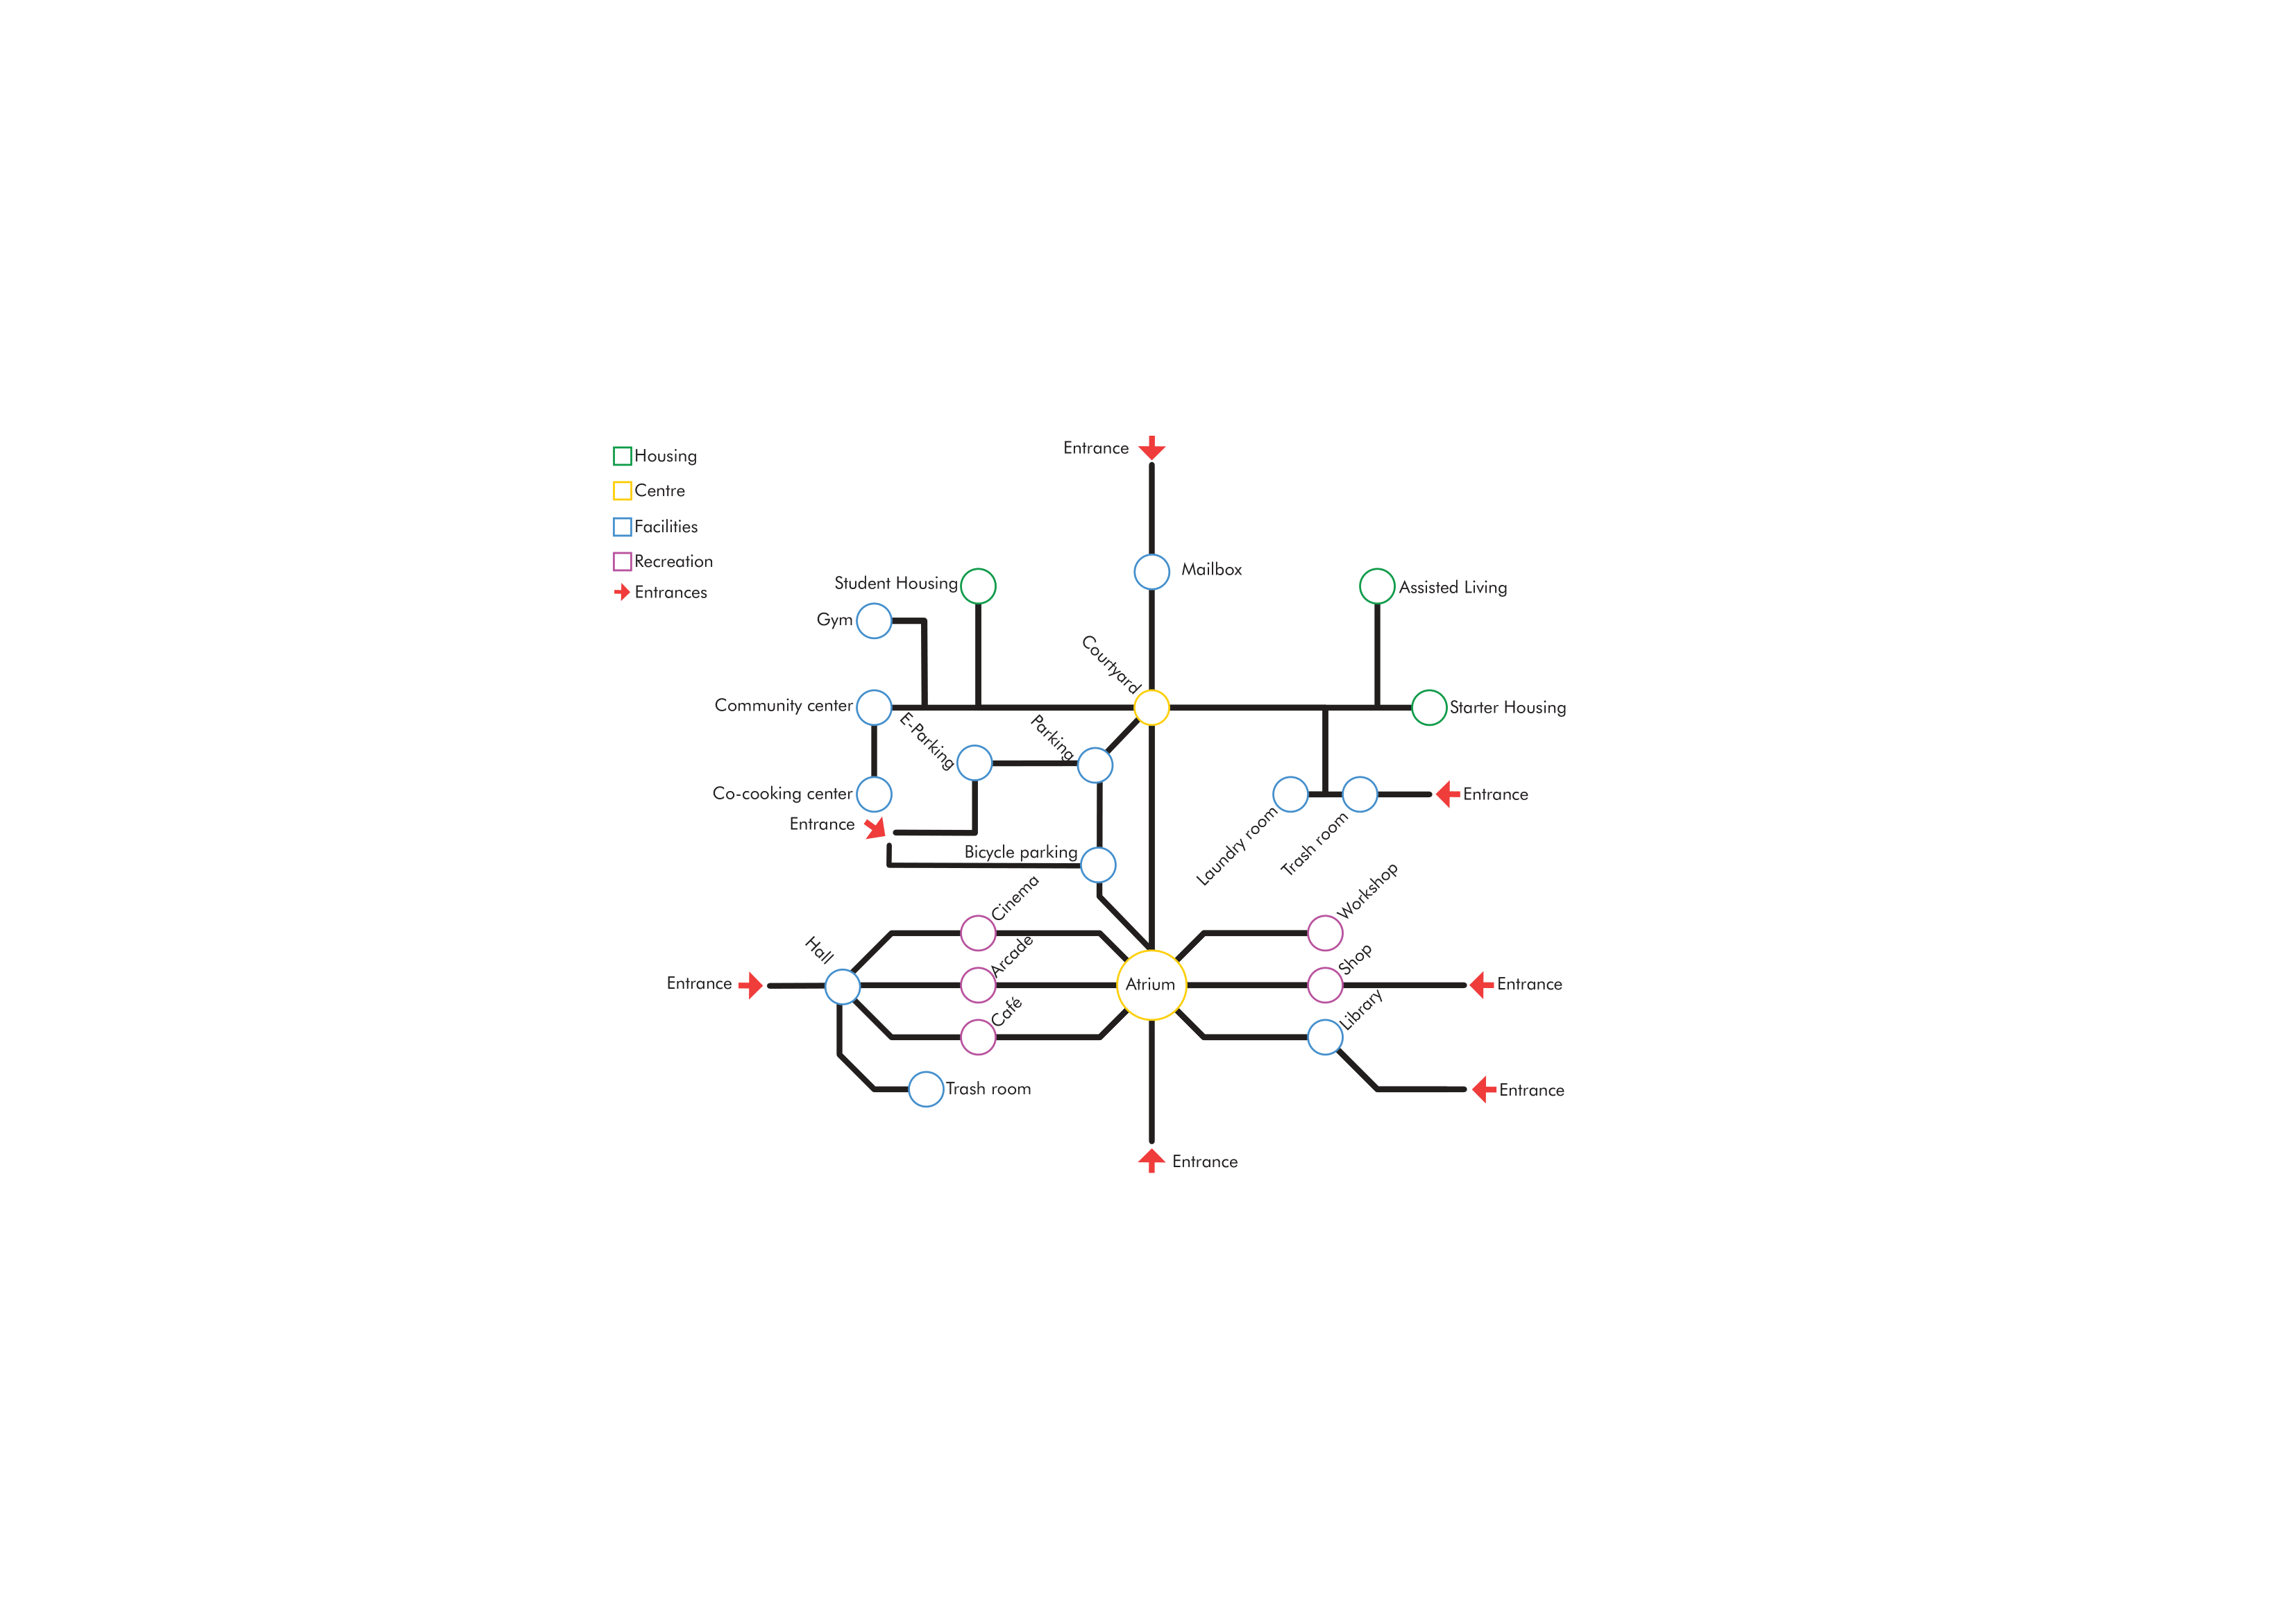 Housing
Centre
Facilities
Recreation
Entrances
Entrance
Mailbox
Student Housing
Assisted Living
Gym
Courtyard
Community center
Starter Housing
E-Parking
Parking
Co-cooking center
Entrance
Entrance
Laundry room
Trash room
Bicycle parking
Cinema
Workshop
Hall
Arcade
Shop
Entrance
Atrium
Entrance
Café
Library
Trash room
Entrance
Entrance